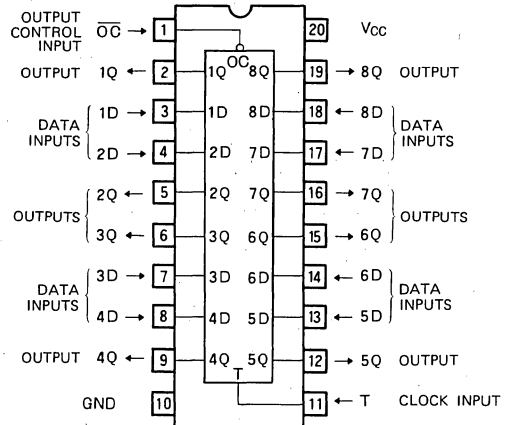 OUTPUT
CONTROL
INPUT
OC 1 20 VCC
OC
OUTPUT 1Q 2 1Q 8Q 19 8Q OUTPUT
1D 3 1D 8D 18 8D
DATA INPUTS DATA INPUTS
2D 4 2D 7D 17 7D
2Q 5 2Q 7Q 16 7Q
OUTPUTS OUTPUTS
3Q 6 3Q 6Q 15 6Q
3D 7 3D 6D 14 6D
DATA INPUTS DATA INPUTS
4D 8 4D 5D 13 5D
OUTPUT 4Q 9 4Q 5Q 12 5Q OUTPUT
T
GND 10 11 T CLOCK INPUT